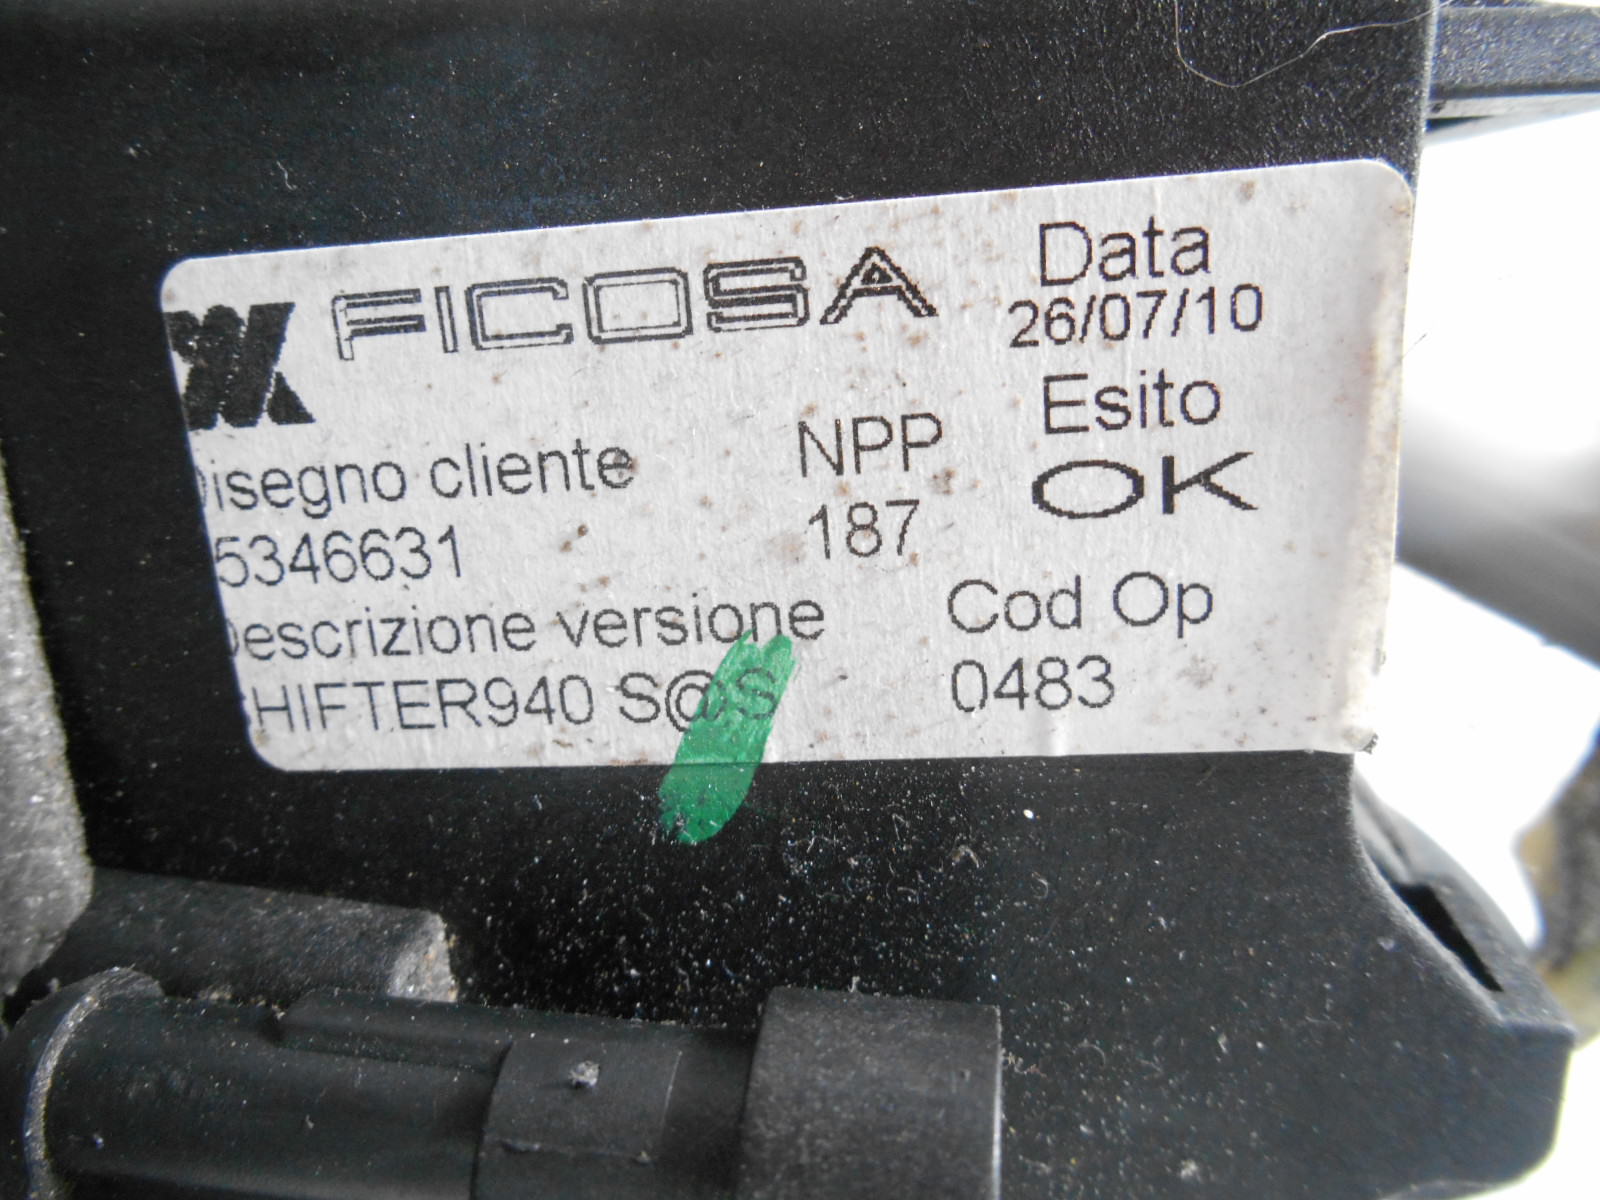 FICOSA
Data
26/07/10
isegno cliente
5346631
NPP
187
Esito
OK
escrizione versione
HIFTER940 S@S
Cod Op
0483